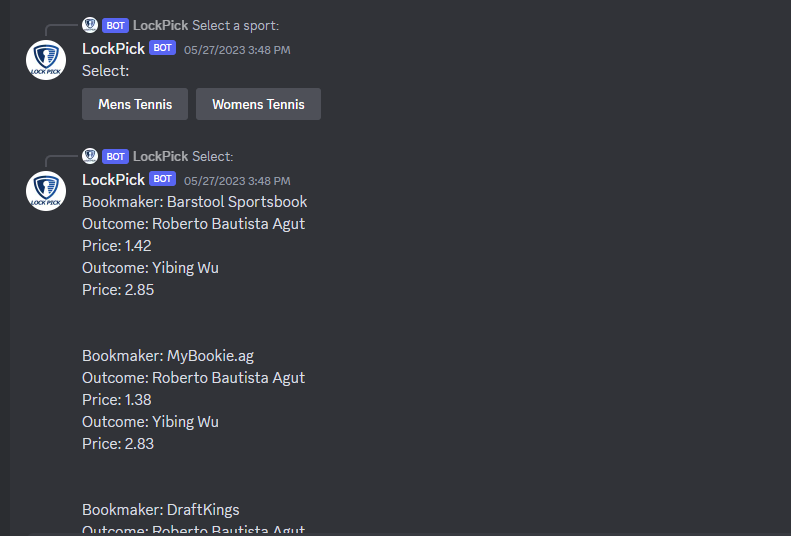 BOT LockPick Select a sport:
LockPick BOT 05/27/2023 3:48 PM
LOCK PICK
Select:
Mens Tennis Womens Tennis
BOT LockPick Select:
LockPick BOT 05/27/2023 3:48 PM
LOCK PICK
Bookmaker: Barstool Sportsbook
Outcome: Roberto Bautista Agut
Price: 1.42
Outcome: Yibing Wu
Price: 2.85
Bookmaker: MyBookie.ag
Outcome: Roberto Bautista Agut
Price: 1.38
Outcome: Yibing Wu
Price: 2.83
Bookmaker: DraftKings
Outcome: Roberto Bautista Agut